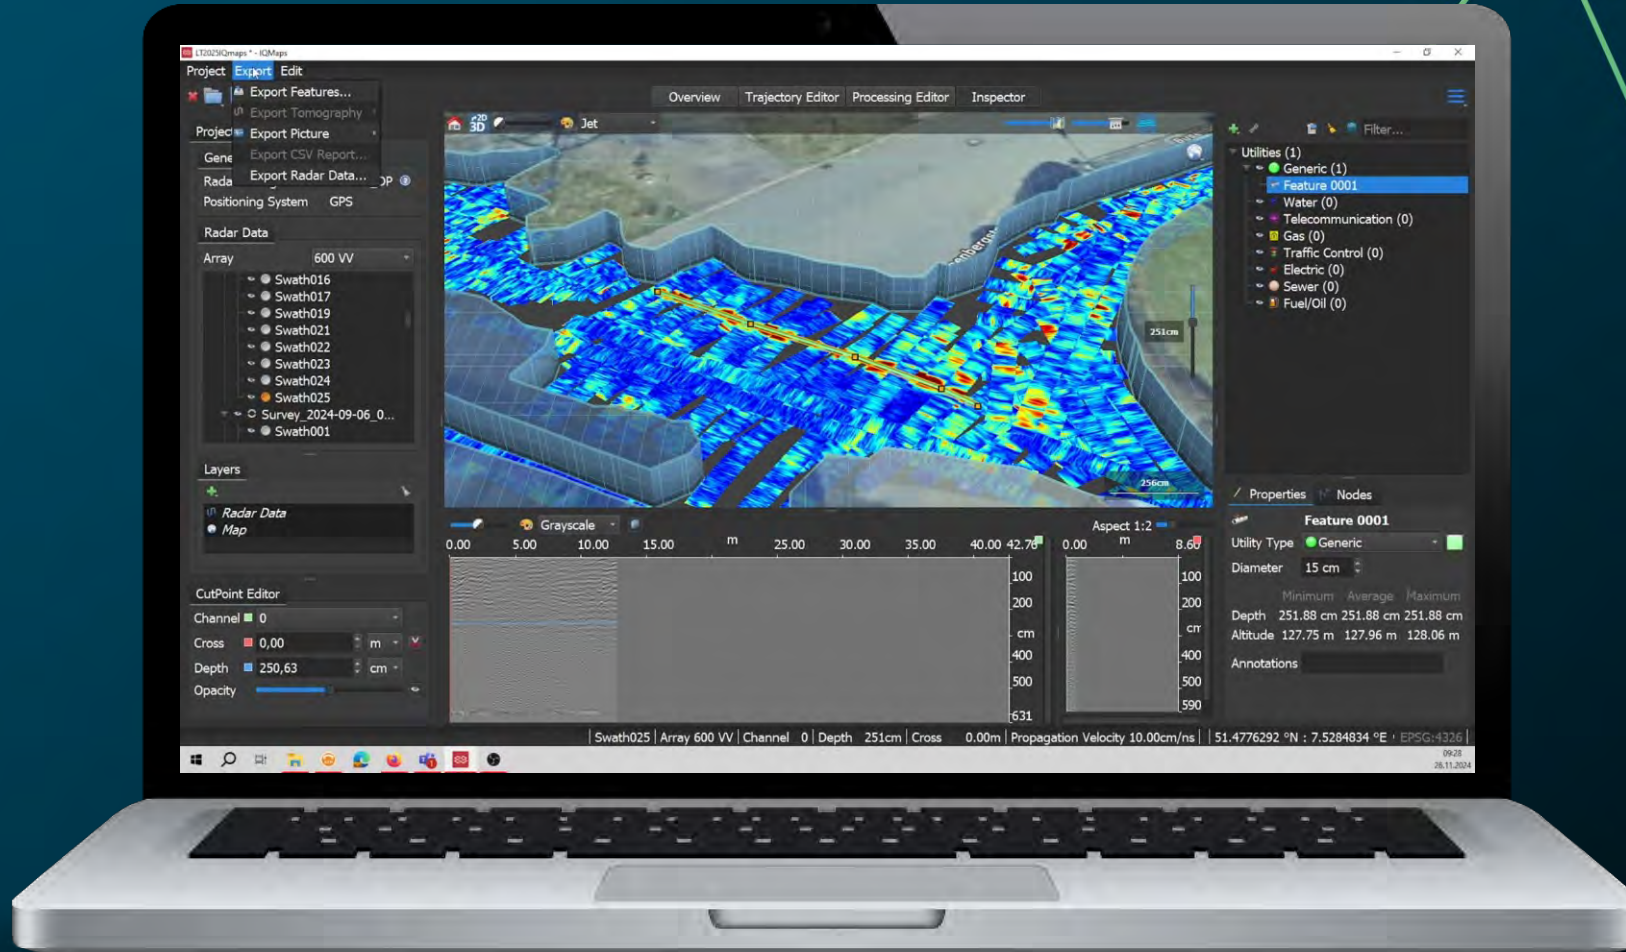 LT2025IQmaps * - IQMaps
Project Export Edit
Export Features...
Export Tomography
Export Picture
Export CSV Report...
Export Radar Data...
Overview Trajectory Editor Processing Editor Inspector
2D
3D
Jet
Filter...
Project
Gene
Rada
DP
Positioning System GPS
Radar Data
Array 600 VV
Swath016
Swath017
Swath019
Swath021
Swath022
Swath023
Swath024
Swath025
Survey_2024-09-06_0...
Swath001
Layers
Radar Data
Map
CutPoint Editor
Channel 0
Cross 0,00 m
Depth 250,63 cm
Opacity
251cm
256cm
Grayscale
Aspect 1:2
0.00 5.00 10.00 15.00 m 25.00 30.00 35.00 40.00 42.76
100
200
cm
400
500
631
0.00 m 8.60
100
200
cm
400
500
590
Utilities (1)
Generic (1)
Feature 0001
Water (0)
Telecommunication (0)
Gas (0)
Traffic Control (0)
Electric (0)
Sewer (0)
Fuel/Oil (0)
Properties Nodes
Feature 0001
Utility Type Generic
Diameter 15 cm
Minimum Average Maximum
Depth 251.88 cm 251.88 cm 251.88 cm
Altitude 127.75 m 127.96 m 128.06 m
Annotations
Swath025 | Array 600 VV | Channel 0 | Depth 251cm | Cross 0.00m | Propagation Velocity 10.00cm/ns | 51.4776292 °N : 7.5284834 °E : EPSG:4326
09:28
28.11.2024